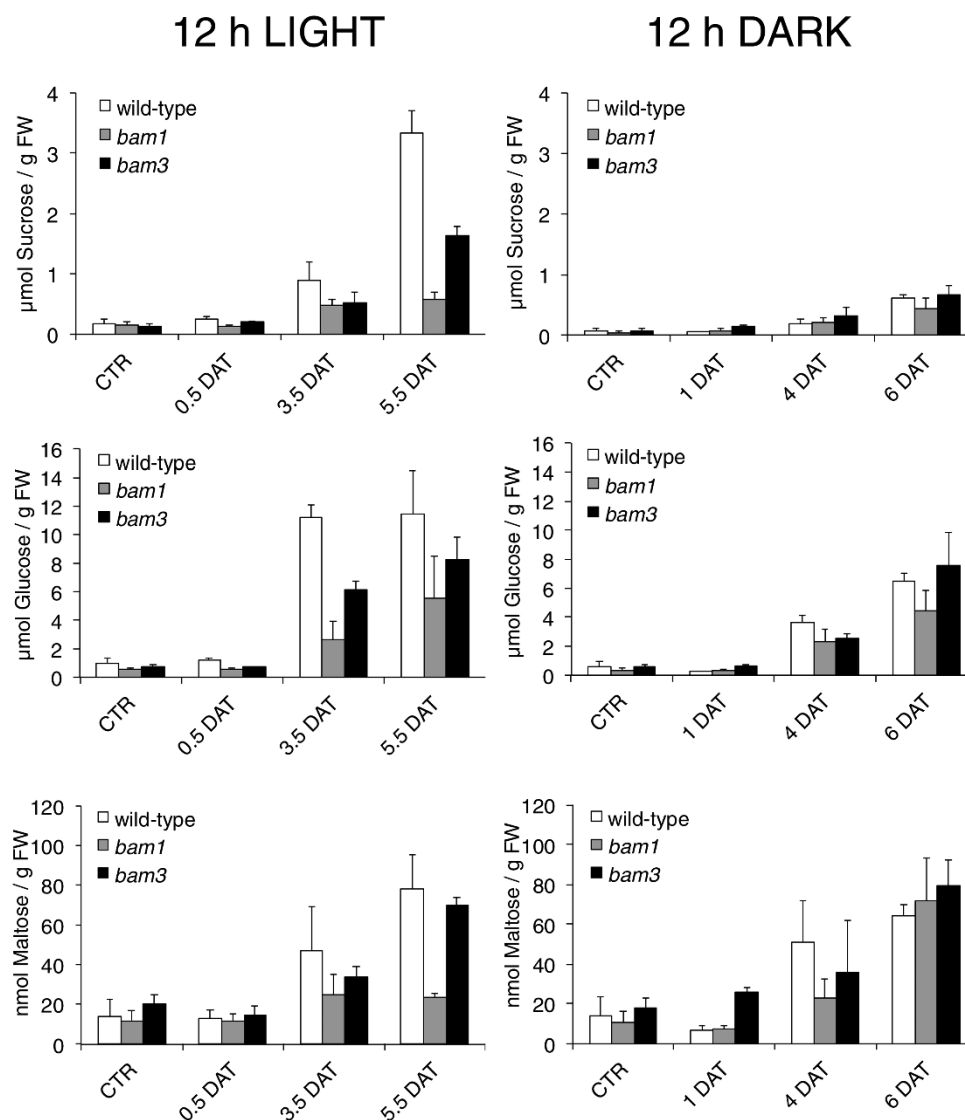 12 h LIGHT
12 h DARK
µmol Sucrose / g FW
4
3
2
1
0
wild-type
bam1
bam3
CTR
0.5 DAT
3.5 DAT
5.5 DAT
µmol Sucrose / g FW
4
3
2
1
0
wild-type
bam1
bam3
CTR
1 DAT
4 DAT
6 DAT
µmol Glucose / g FW
16
14
12
10
8
6
4
2
0
wild-type
bam1
bam3
CTR
0.5 DAT
3.5 DAT
5.5 DAT
µmol Glucose / g FW
16
14
12
10
8
6
4
2
0
wild-type
bam1
bam3
CTR
1 DAT
4 DAT
6 DAT
nmol Maltose / g FW
120
100
80
60
40
20
0
wild-type
bam1
bam3
CTR
0.5 DAT
3.5 DAT
5.5 DAT
nmol Maltose / g FW
120
100
80
60
40
20
0
wild-type
bam1
bam3
CTR
1 DAT
4 DAT
6 DAT